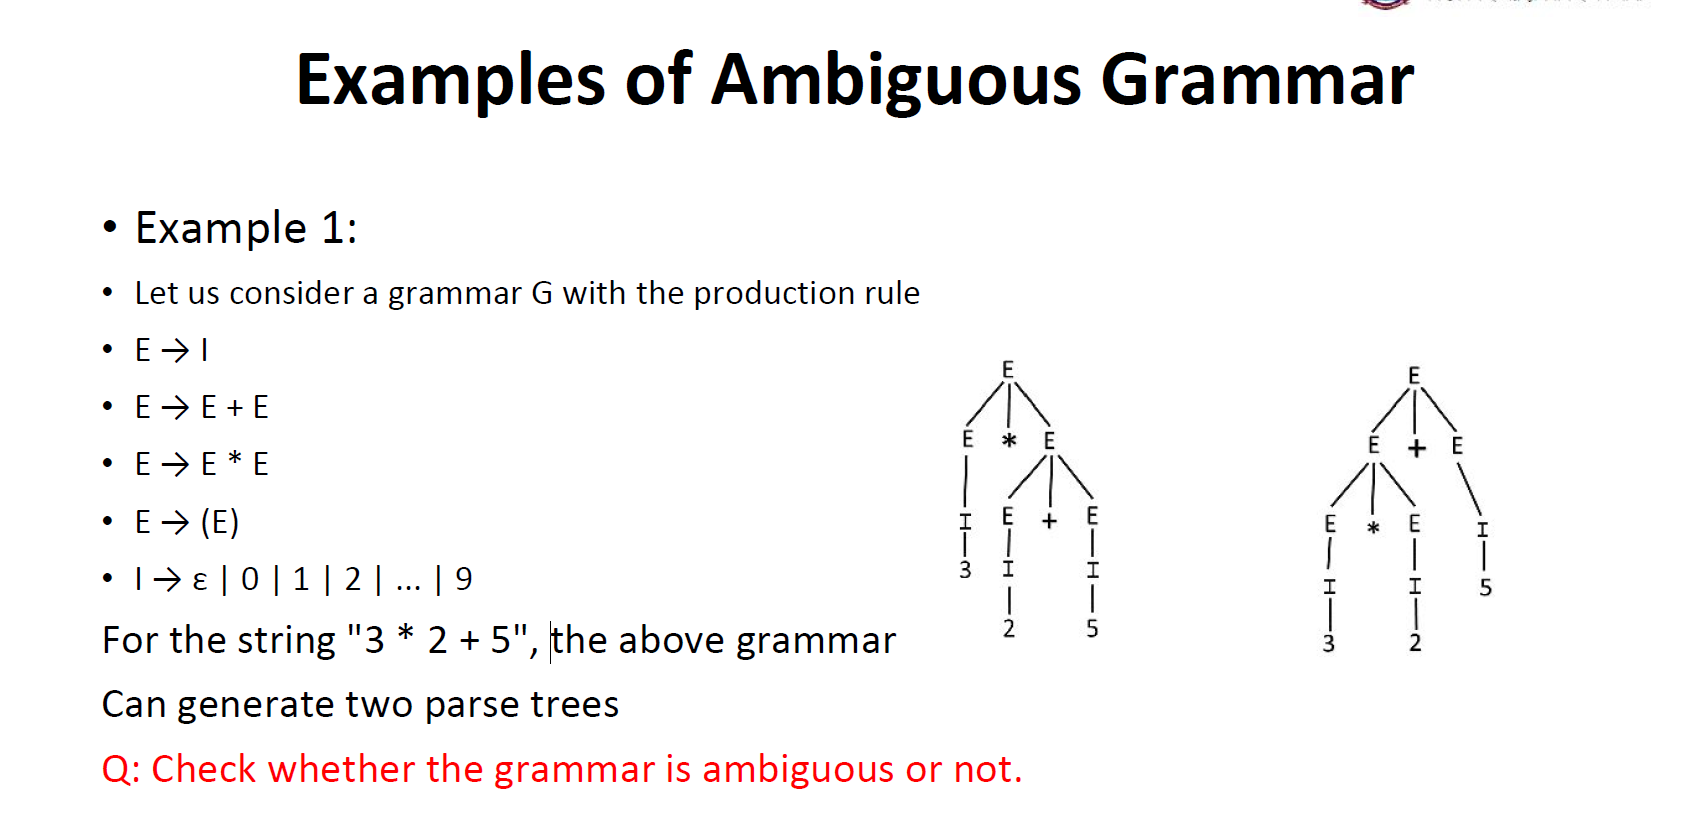 Examples of Ambiguous Grammar
• Example 1:
• Let us consider a grammar G with the production rule
• E → I
• E → E + E
• E → E * E
• E → (E)
• I → ε | 0 | 1 | 2 | ... | 9
For the string "3 * 2 + 5", the above grammar
Can generate two parse trees
Q: Check whether the grammar is ambiguous or not.
E
E * E
I E + E
3 I I
2 5
E
E + E
E * E I
I I 5
3 2